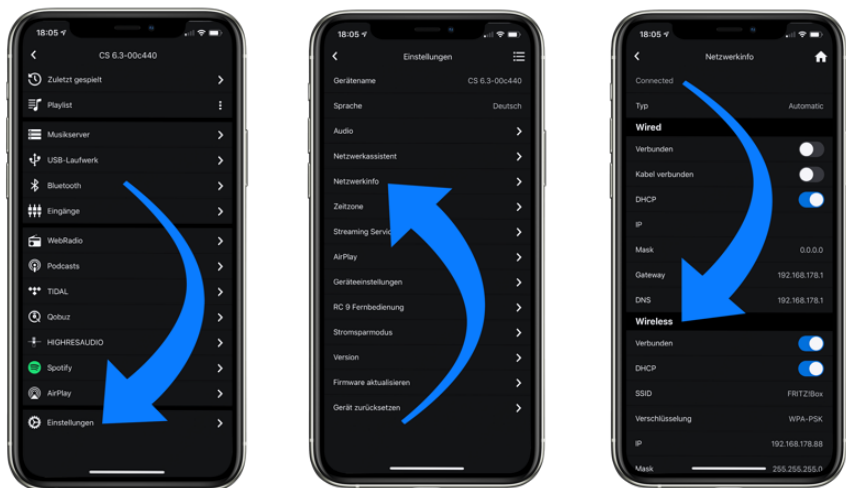 18:05
CS 6.3-00c440
Zuletzt gespielt
Playlist
Musikserver
USB-Laufwerk
Bluetooth
Eingänge
WebRadio
Podcasts
TIDAL
Qobuz
HIGHRESAUDIO
Spotify
AirPlay
Einstellungen
18:05
Einstellungen
Gerätename CS 6.3-00c440
Sprache Deutsch
Audio
Netzwerkassistent
Netzwerkinfo
Zeitzone
Streaming
AirPlay
Geräteeinstellungen
RC 9 Fernbedienung
Stromsparmodus
Version
Firmware aktualisieren
Gerät zurücksetzen
18:05
Netzwerkinfo
Connected
Typ Automatic
Wired
Verbunden
Kabel verbunden
DHCP
IP
Mask 0.0.0.0
Gateway 192.168.178.1
DNS 192.168.178.1
Wireless
Verbunden
DHCP
SSID FRITZ!Box
Verschlüsselung WPA-PSK
IP 192.168.178.88
Mask 255.255.255.0